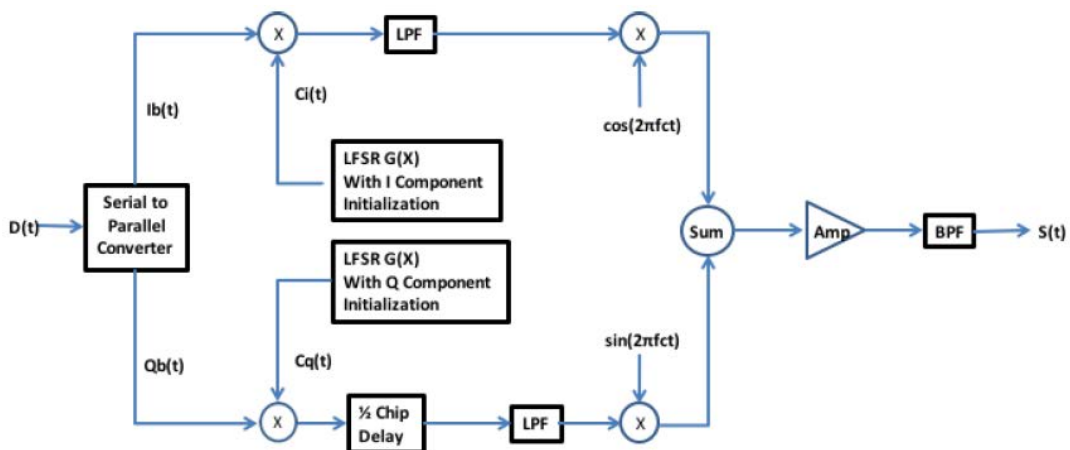 X
LPF
X
Ib(t)
Ci(t)
cos(2πfct)
LFSR G(X)
With I Component
Initialization
D(t)
Serial to
Parallel
Converter
Sum
Amp
BPF
S(t)
LFSR G(X)
With Q Component
Initialization
Qb(t)
Cq(t)
sin(2πfct)
X
½ Chip
Delay
LPF
X